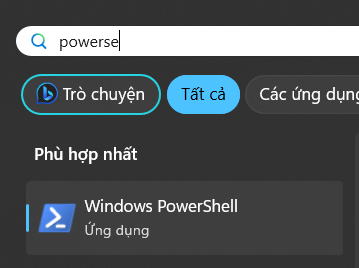 powerse
Trò chuyện Tất cả Các ứng dụng
Phù hợp nhất
Windows PowerShell
Ứng dụng